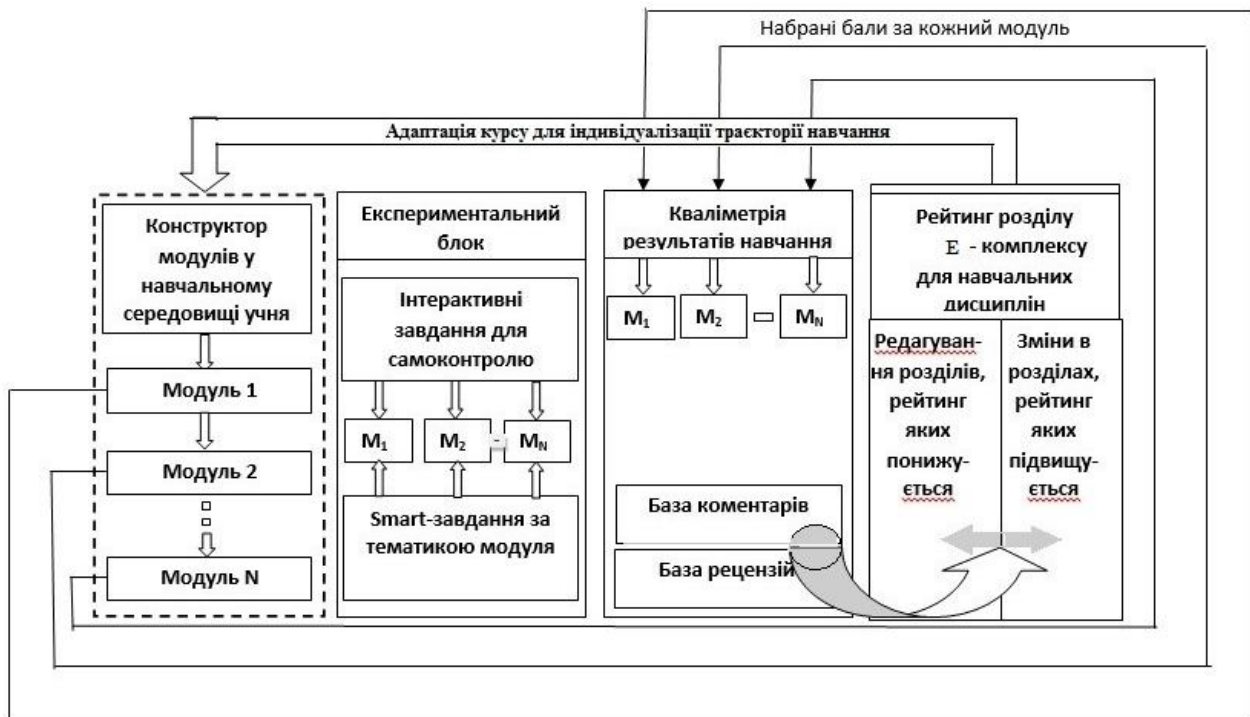 Набрані бали за кожний модуль
Адаптація курсу для індивідуалізації траєкторії навчання
Конструктор
модулів у
навчальному
середовищі учня
Модуль 1
Модуль 2
Модуль N
Експериментальний
блок
Інтерактивні
завдання для
самоконтролю
M₁
M₂
-
M_N
Smart-завдання за
тематикою модуля
Кваліметрія
результатів навчання
M₁
M₂
M_N
База коментарів
База рецензій
Рейтинг розділу
E - комплексу
для навчальних
дисциплін
Редагуван-
ня розділів,
рейтинг
яких
понижу-
ється
Зміни в
розділах,
рейтинг
яких
підвищу-
ється